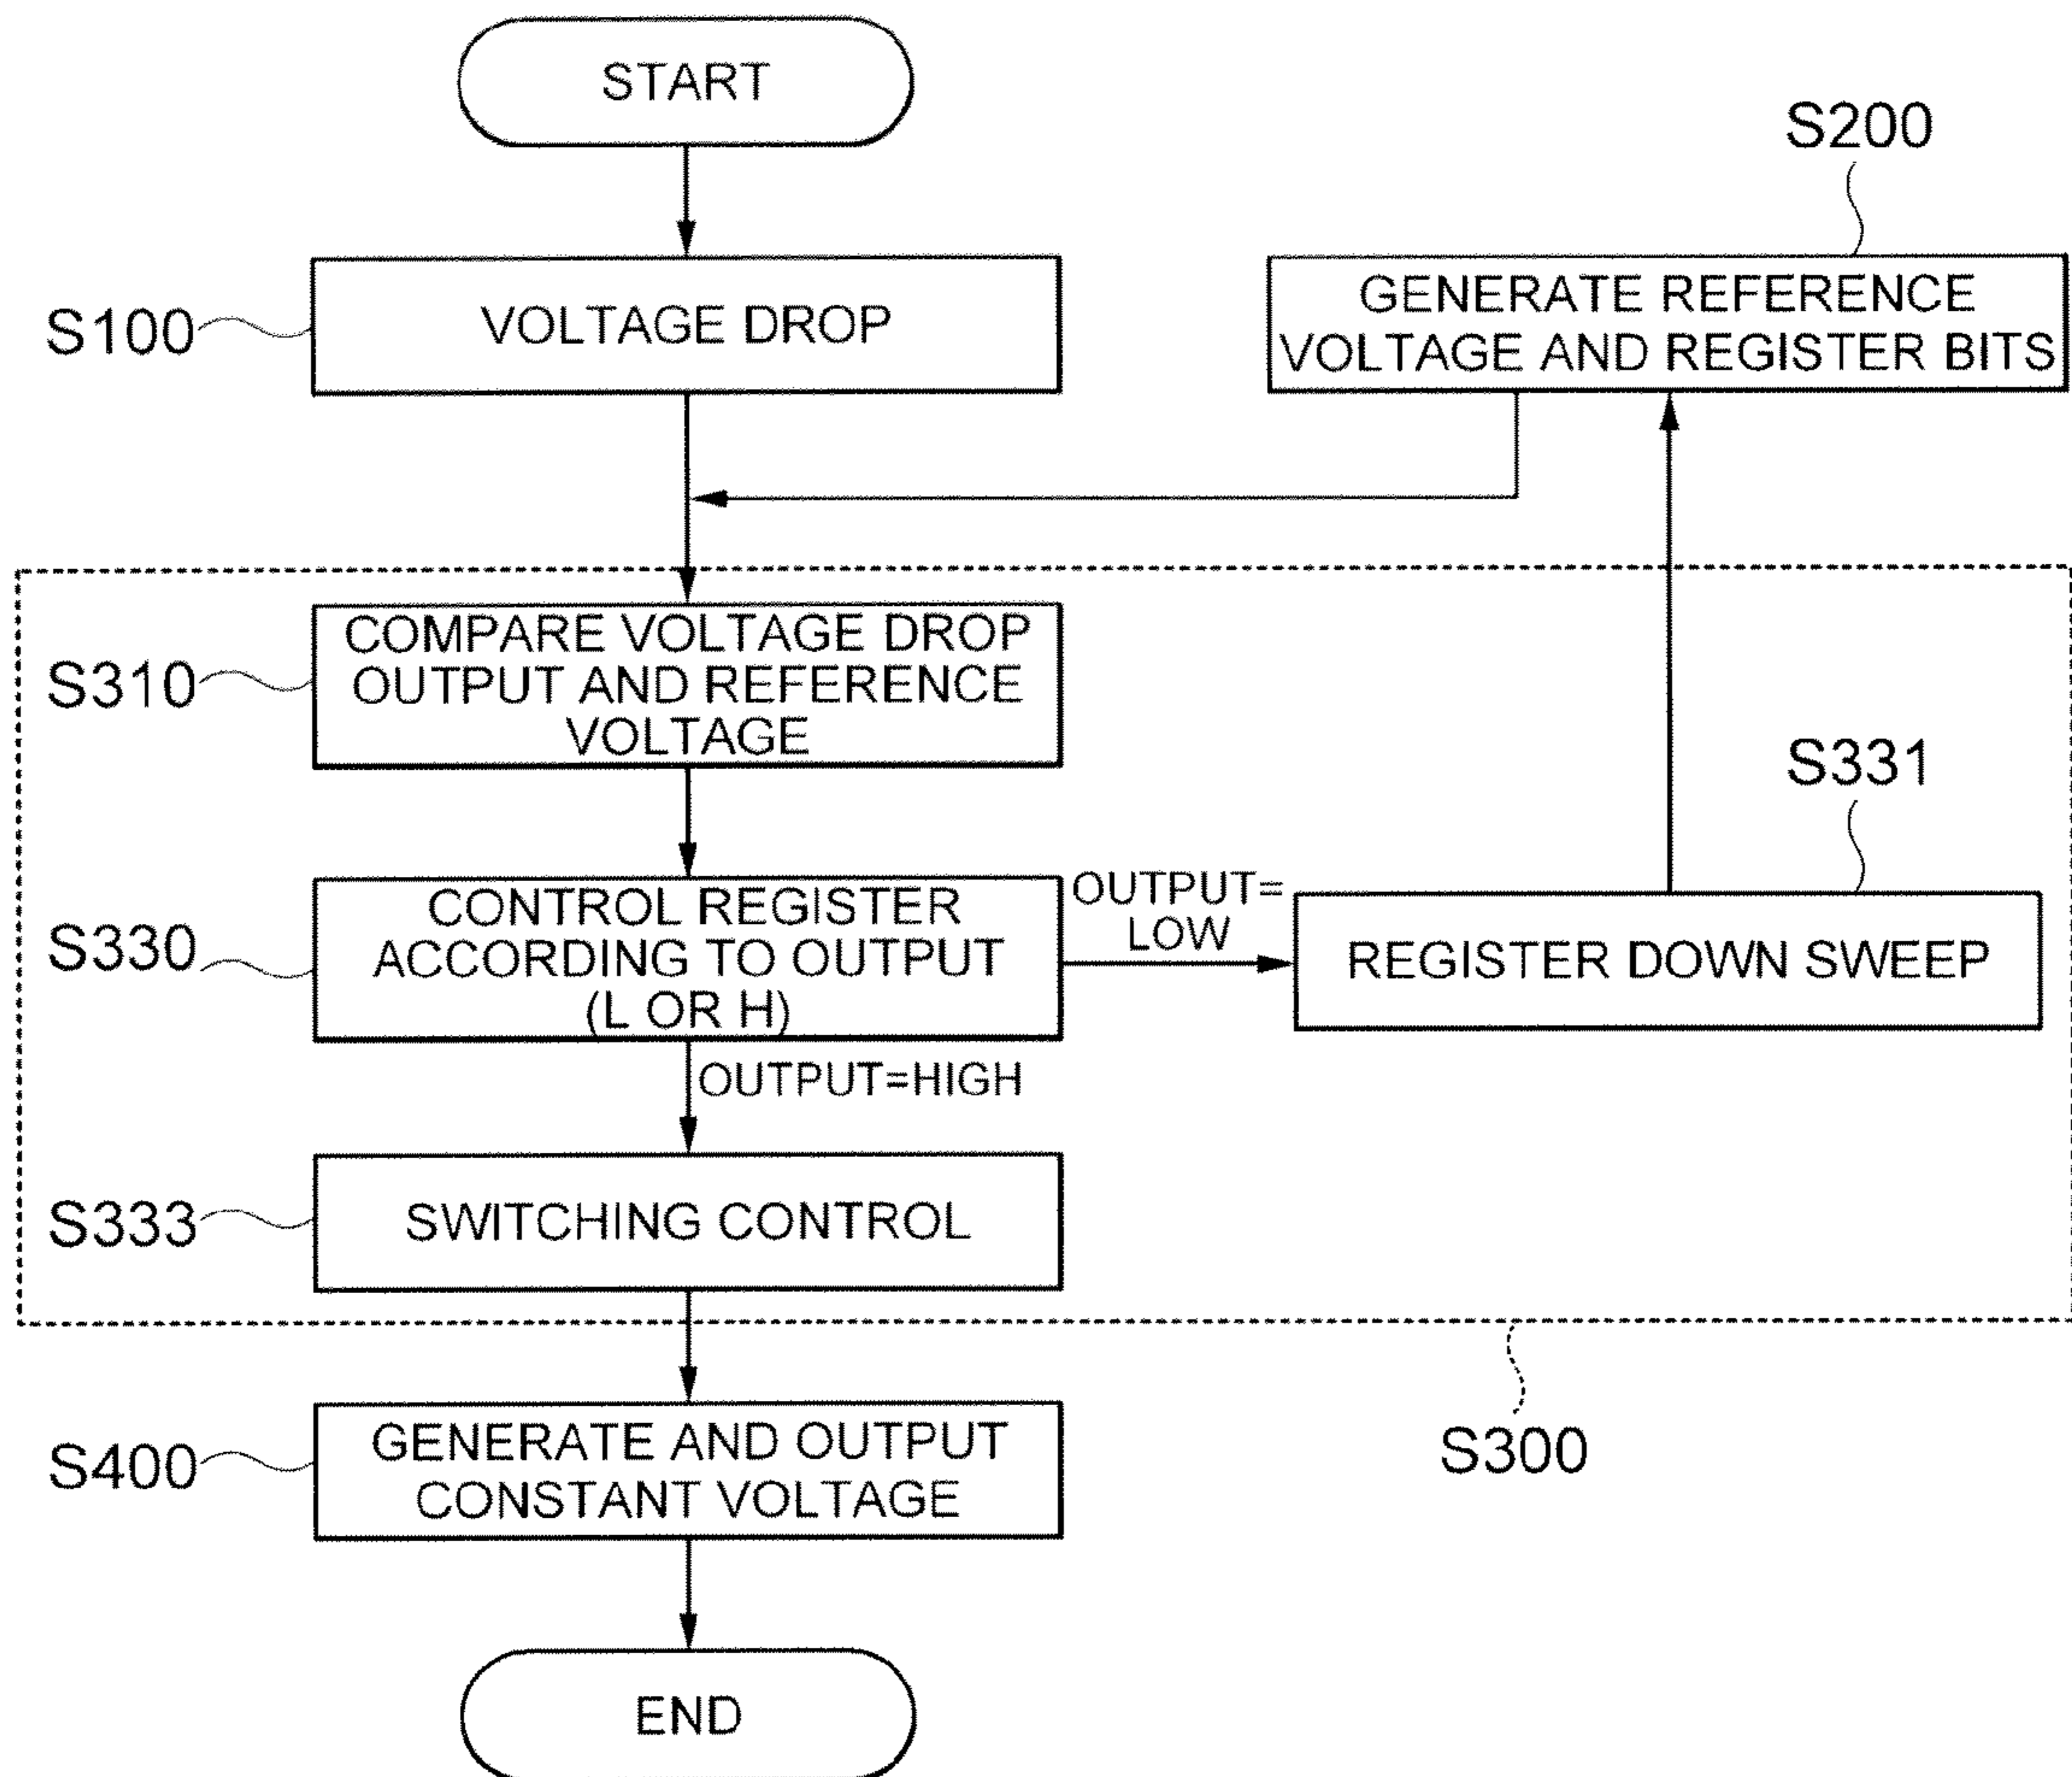 START
S200
S100
VOLTAGE DROP
GENERATE REFERENCE
VOLTAGE AND REGISTER BITS
S310
COMPARE VOLTAGE DROP
OUTPUT AND REFERENCE
VOLTAGE
S331
S330
CONTROL REGISTER
ACCORDING TO OUTPUT
(L OR H)
OUTPUT=
LOW
REGISTER DOWN SWEEP
OUTPUT=HIGH
S333
SWITCHING CONTROL
S300
S400
GENERATE AND OUTPUT
CONSTANT VOLTAGE
END